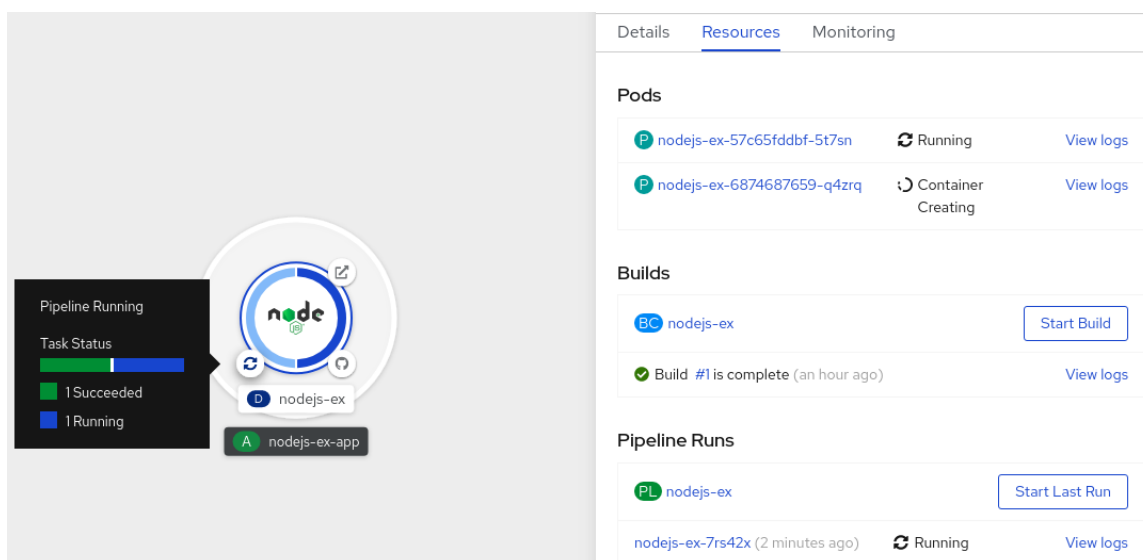 Details Resources Monitoring
Pods
P nodejs-ex-57c65fddbf-5t7sn Running View logs
P nodejs-ex-6874687659-q4zrq Container View logs
Creating
Builds
BC nodejs-ex Start Build
Build #1 is complete (an hour ago) View logs
Pipeline Runs
PL nodejs-ex Start Last Run
nodejs-ex-7rs42x (2 minutes ago) Running View logs
Pipeline Running
Task Status
1 Succeeded
1 Running
node
JS
D nodejs-ex
A nodejs-ex-app